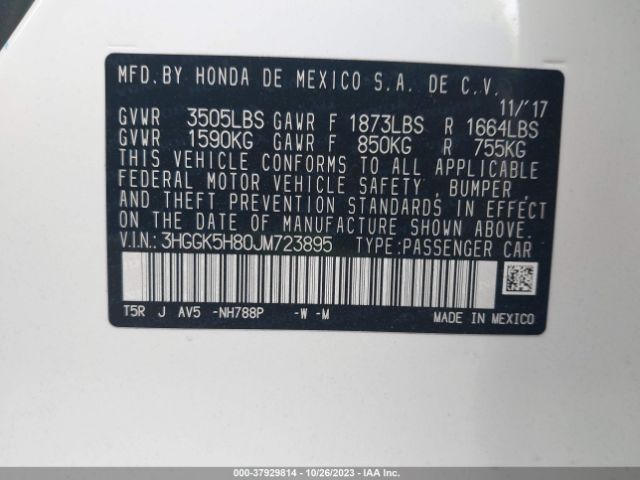 MFD. BY HONDA DE MEXICO S.A. DE C.V.
11/'17
GVWR 3505LBS GAWR F 1873LBS R 1664LBS
GVWR 1590KG GAWR F 850KG R 755KG
THIS VEHICLE CONFORMS TO ALL APPLICABLE
FEDERAL MOTOR VEHICLE SAFETY, BUMPER,
AND THEFT PREVENTION STANDARDS IN EFFECT
ON THE DATE OF MANUFACTURE SHOWN ABOVE.
V.I.N.: 3HGGK5H80JM723895 TYPE:PASSENGER CAR
T5R J AV5 -NH788P -W -M
MADE IN MEXICO
000-37929814 - 10/26/2023 - IAAI.COM